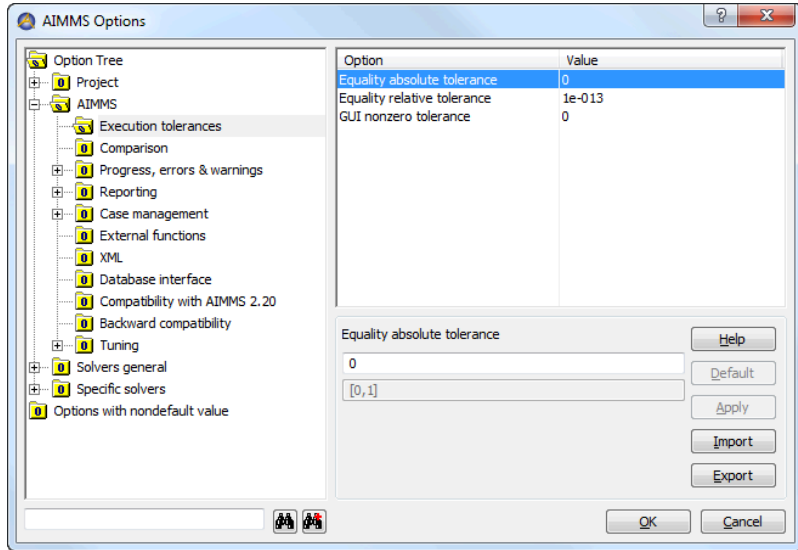 AIMMS Options
Option Tree
Project
AIMMS
Execution tolerances
Comparison
Progress, errors & warnings
Reporting
Case management
External functions
XML
Database interface
Compatibility with AIMMS 2.20
Backward compatibility
Tuning
Solvers general
Specific solvers
Options with nondefault value
Option Value
Equality absolute tolerance 0
Equality relative tolerance 1e-013
GUI nonzero tolerance 0
Equality absolute tolerance
0
[0,1]
Help
Default
Apply
Import
Export
OK Cancel